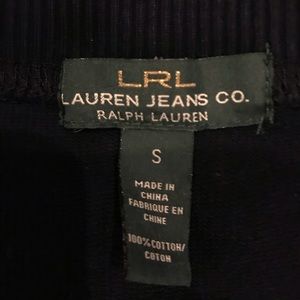 LRL
LAUREN JEANS CO.
RALPH LAUREN
S
MADE IN
CHINA
FABRIQUE EN
CHINE
100%COTTON/
COTON